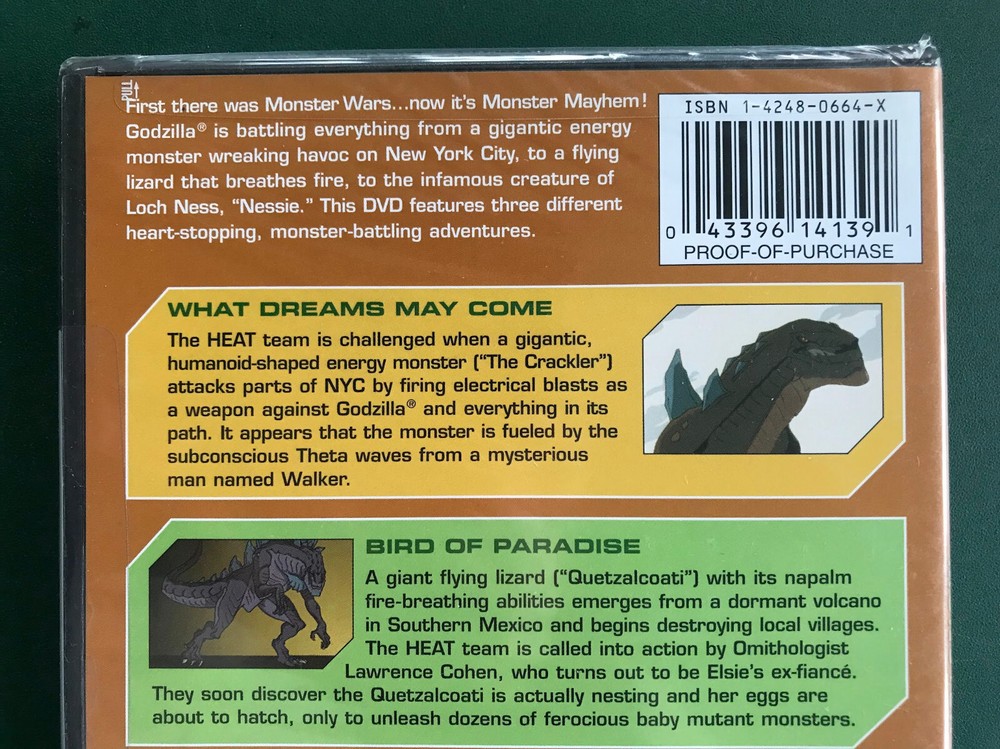 PULL
First there was Monster Wars...now it's Monster Mayhem!
Godzilla® is battling everything from a gigantic energy
monster wreaking havoc on New York City, to a flying
lizard that breathes fire, to the infamous creature of
Loch Ness, “Nessie.” This DVD features three different
heart-stopping, monster-battling adventures.
ISBN 1-4248-0664-X
0 43396 14139 1
PROOF-OF-PURCHASE
WHAT DREAMS MAY COME
The HEAT team is challenged when a gigantic,
humanoid-shaped energy monster (“The Crackler”)
attacks parts of NYC by firing electrical blasts as
a weapon against Godzilla® and everything in its
path. It appears that the monster is fueled by the
subconscious Theta waves from a mysterious
man named Walker.
BIRD OF PARADISE
A giant flying lizard (“Quetzalcoati”) with its napalm
fire-breathing abilities emerges from a dormant volcano
in Southern Mexico and begins destroying local villages.
The HEAT team is called into action by Ornithologist
Lawrence Cohen, who turns out to be Elsie's ex-fiancé.
They soon discover the Quetzalcoati is actually nesting and her eggs are
about to hatch, only to unleash dozens of ferocious baby mutant monsters.